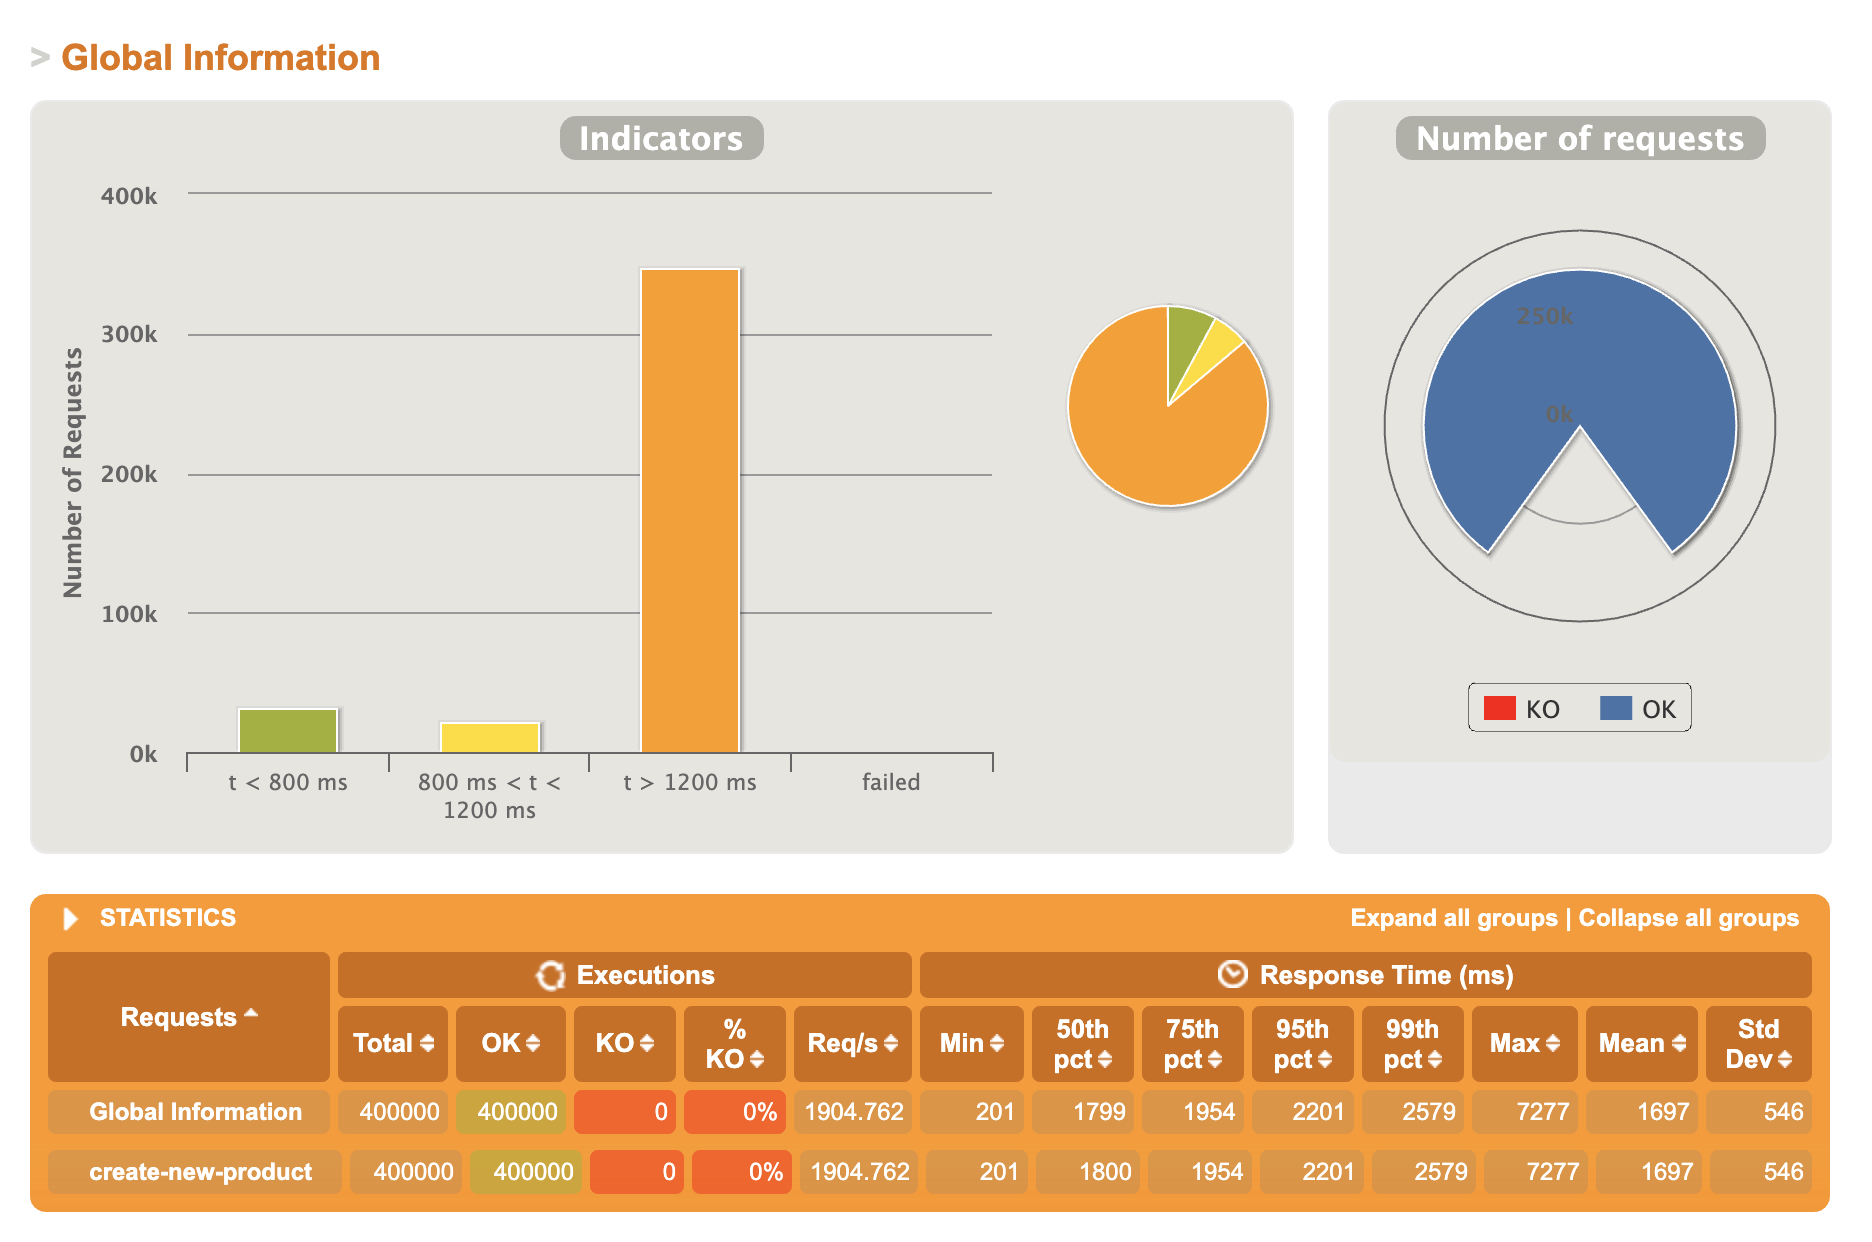 > Global Information
Indicators
400k
300k
200k
100k
0k
Number of Requests
t < 800 ms
800 ms < t <
1200 ms
t > 1200 ms
failed
Number of requests
250k
0k
KO
OK
STATISTICS
Expand all groups | Collapse all groups
Requests
Executions
Response Time (ms)
Total
OK
KO
%
KO
Req/s
Min
50th
pct
75th
pct
95th
pct
99th
pct
Max
Mean
Std
Dev
Global Information 400000 400000 0 0% 1904.762 201 1799 1954 2201 2579 7277 1697 546
create-new-product 400000 400000 0 0% 1904.762 201 1800 1954 2201 2579 7277 1697 546